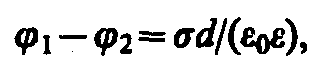 φ₁ − φ₂ = σd/(ε₀ε),